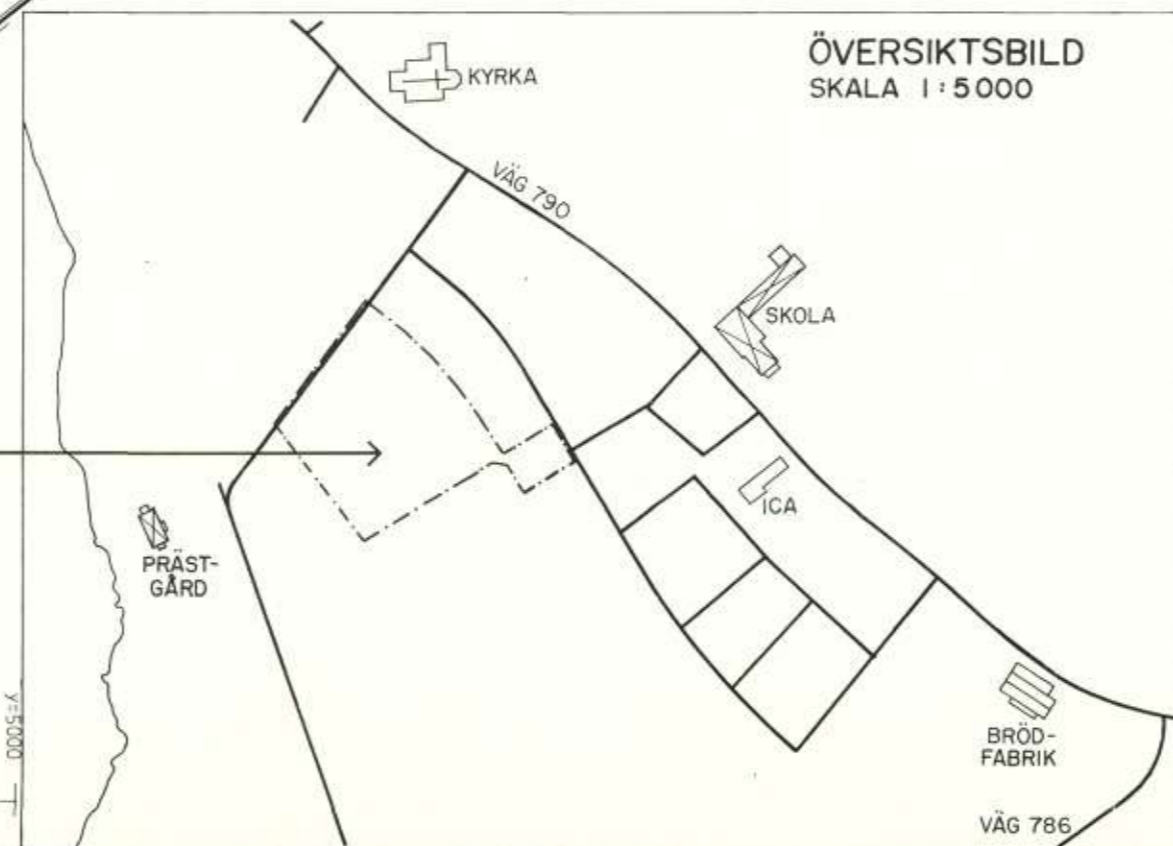 ÖVERSIKTSBILD
SKALA 1:5000
KYRKA
VÄG 790
SKOLA
ICA
PRÄST-
GÅRD
y=5000
BRÖD-
FABRIK
VÄG 786